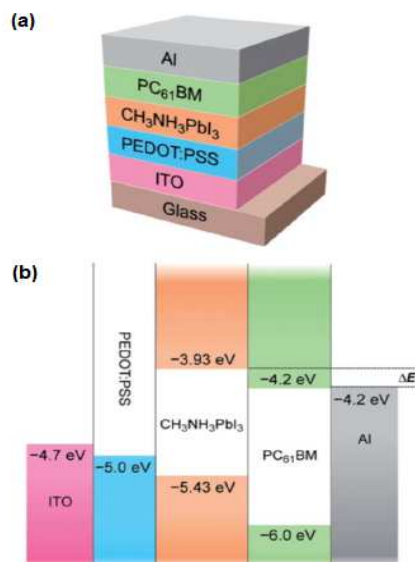 (a)
Al
PC₆₁BM
CH₃NH₃PbI₃
PEDOT:PSS
ITO
Glass
(b)
PEDOT:PSS
−3.93 eV
−4.2 eV
ΔE
−4.2 eV
CH₃NH₃PbI₃
Al
−4.7 eV
PC₆₁BM
−5.0 eV
−5.43 eV
ITO
−6.0 eV